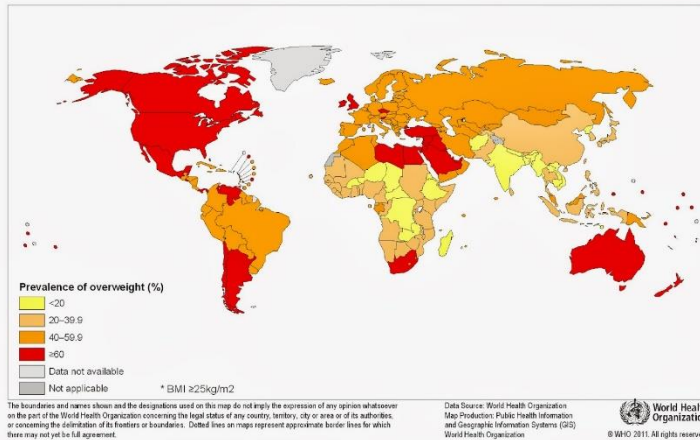 Prevalence of overweight (%)
<20
20–39.9
40–59.9
≥60
Data not available
Not applicable
* BMI ≥25kg/m2
The boundaries and names shown and the designations used on this map do not imply the expression of any opinion whatsoever
on the part of the World Health Organization concerning the legal status of any country, territory, city or area or of its authorities,
or concerning the delimitation of its frontiers or boundaries. Dotted lines on maps represent approximate border lines for which
there may not yet be full agreement.
Data Source: World Health Organization
Map Production: Public Health Information
and Geographic Information Systems (GIS)
World Health Organization
World Heal
Organizatio
© WHO 2011. All rights reserve